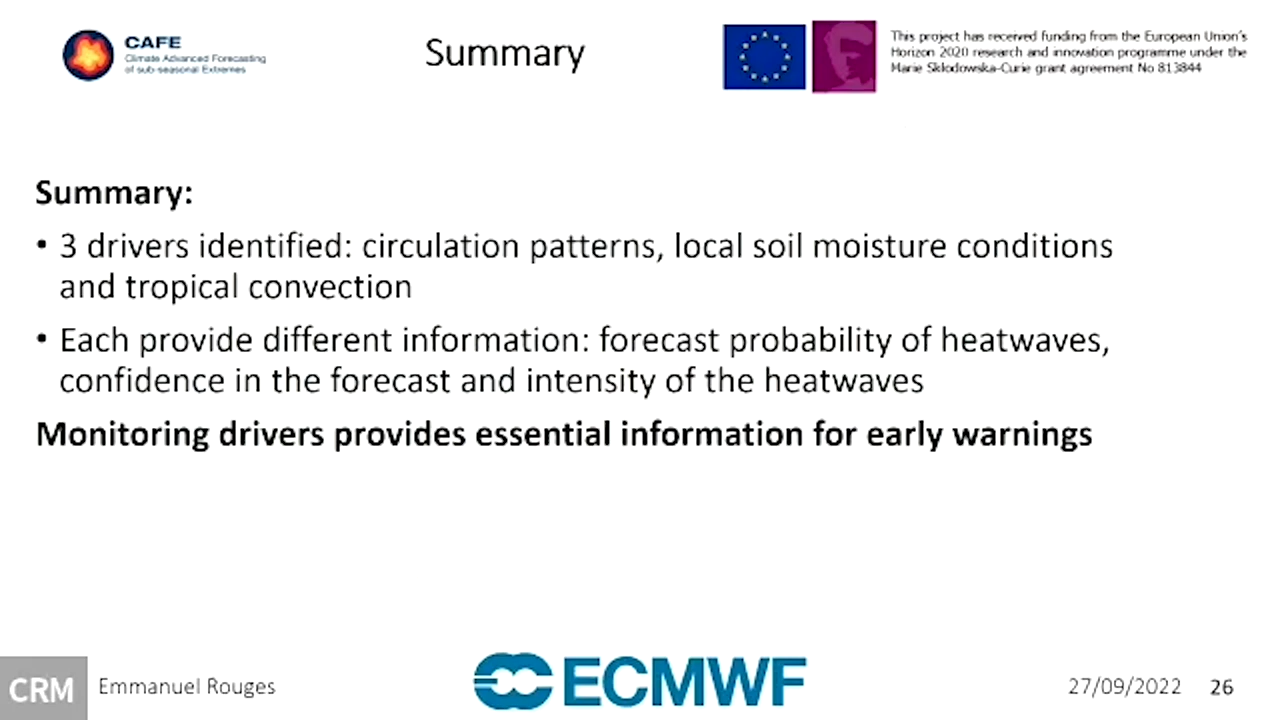 CAFE
Climate Advanced Forecasting
of sub-seasonal Extremes
Summary
This project has received funding from the European Union's
Horizon 2020 research and innovation programme under the
Marie Skłodowska-Curie grant agreement No 813844
Summary:
• 3 drivers identified: circulation patterns, local soil moisture conditions
and tropical convection
• Each provide different information: forecast probability of heatwaves,
confidence in the forecast and intensity of the heatwaves
Monitoring drivers provides essential information for early warnings
CRM
Emmanuel Rouges
ECMWF
27/09/2022
26